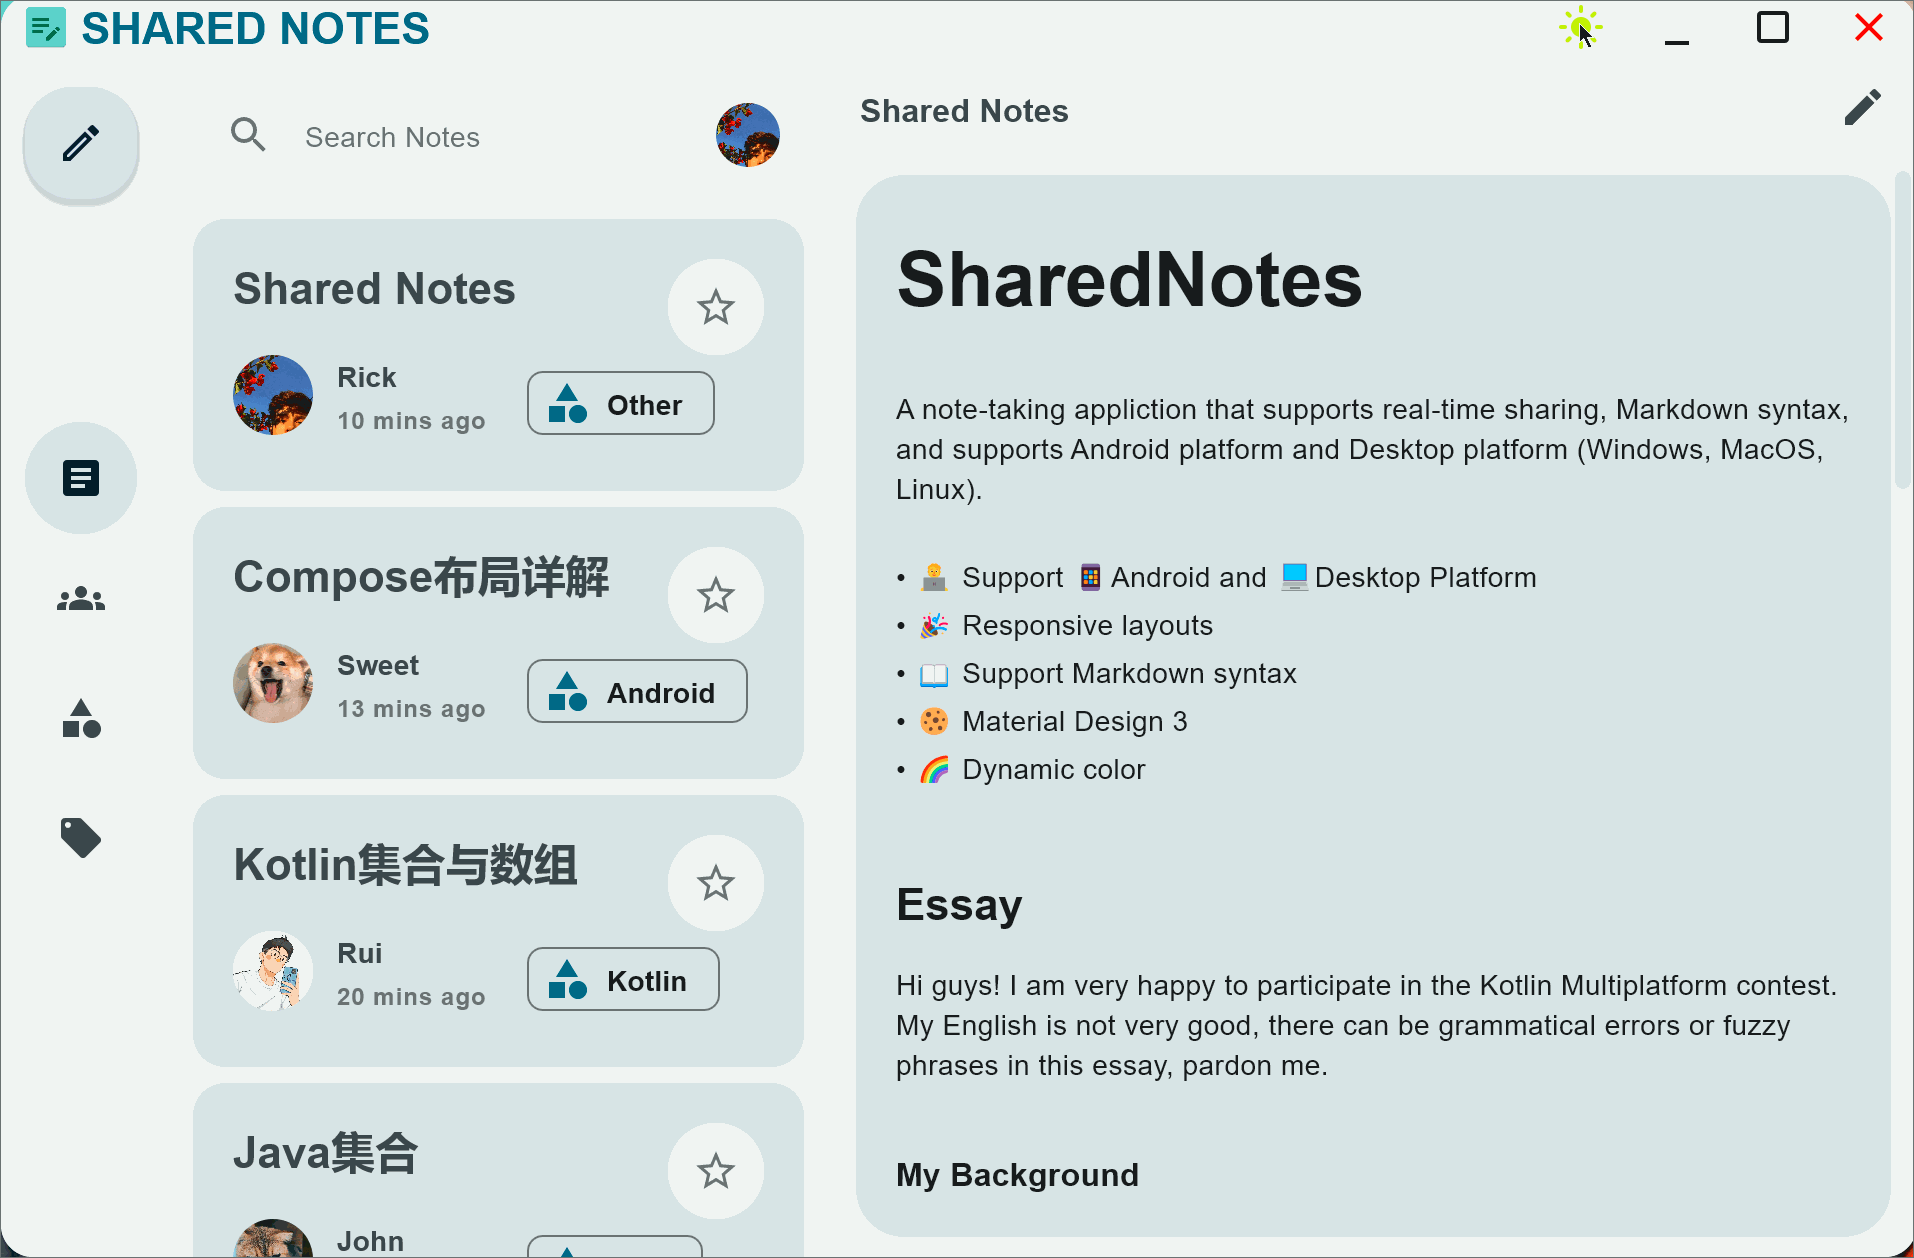 SHARED NOTES
Search Notes
Shared Notes
Rick
10 mins ago
Other
Compose布局详解
Sweet
13 mins ago
Android
Kotlin集合与数组
Rui
20 mins ago
Kotlin
Java集合
John
Shared Notes
SharedNotes
A note-taking appliction that supports real-time sharing, Markdown syntax,
and supports Android platform and Desktop platform (Windows, MacOS,
Linux).
• 🧑‍💻 Support 📱 Android and 💻 Desktop Platform
• 🎉 Responsive layouts
• 📖 Support Markdown syntax
• 🍪 Material Design 3
• 🌈 Dynamic color
Essay
Hi guys! I am very happy to participate in the Kotlin Multiplatform contest.
My English is not very good, there can be grammatical errors or fuzzy
phrases in this essay, pardon me.
My Background